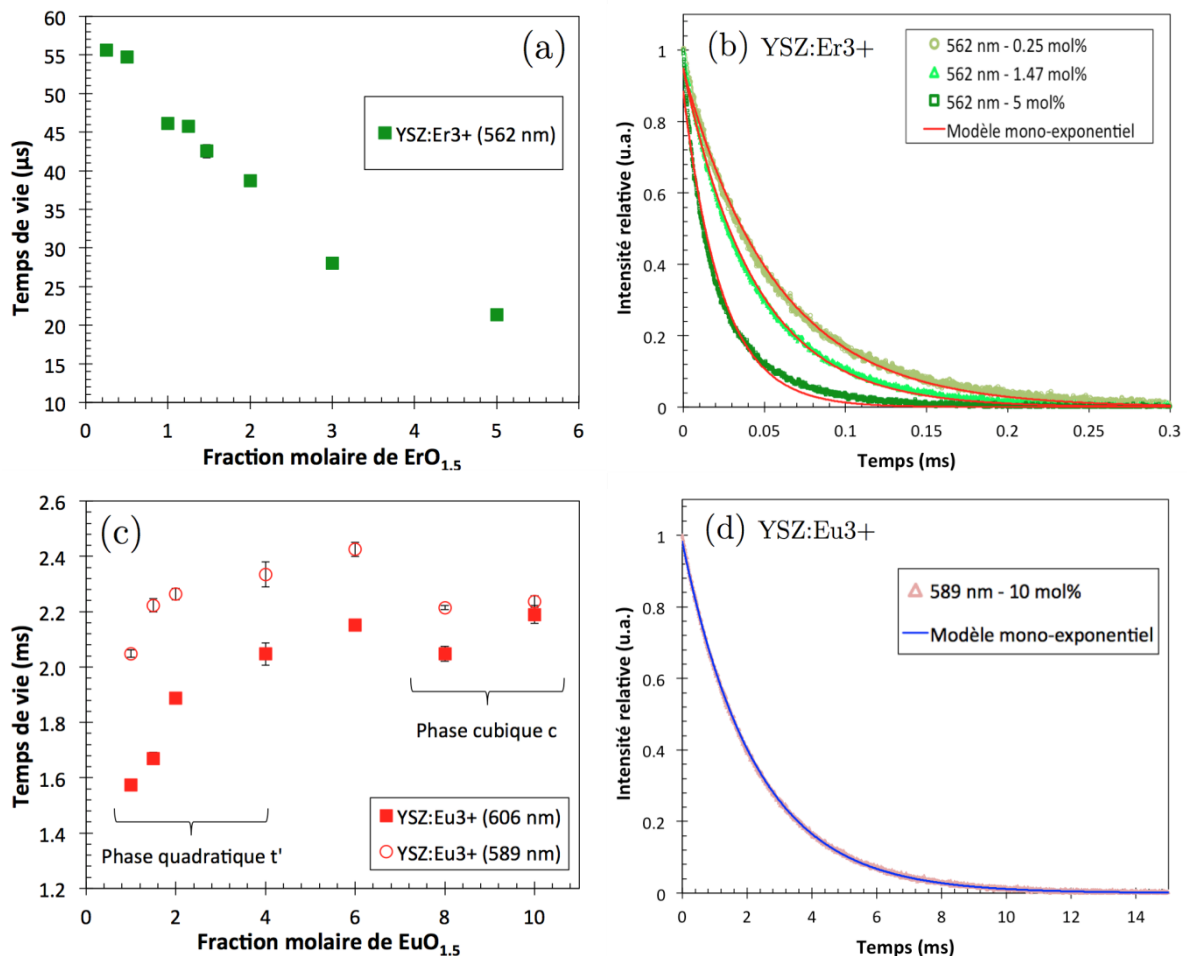 (a)
60
55
50
45
40
35
30
25
20
15
10
0 1 2 3 4 5 6
Temps de vie (µs)
Fraction molaire de ErO1.5
YSZ:Er3+ (562 nm)
(b) YSZ:Er3+
562 nm - 0.25 mol%
562 nm - 1.47 mol%
562 nm - 5 mol%
Modèle mono-exponentiel
1
0.8
0.6
0.4
0.2
0
0 0.05 0.1 0.15 0.2 0.25 0.3
Intensité relative (u.a.)
Temps (ms)
(c)
2.6
2.4
2.2
2.0
1.8
1.6
1.4
1.2
0 2 4 6 8 10
Temps de vie (ms)
Fraction molaire de EuO1.5
Phase cubique c
Phase quadratique t'
YSZ:Eu3+ (606 nm)
YSZ:Eu3+ (589 nm)
(d) YSZ:Eu3+
589 nm - 10 mol%
Modèle mono-exponentiel
1
0.8
0.6
0.4
0.2
0
0 2 4 6 8 10 12 14
Intensité relative (u.a.)
Temps (ms)